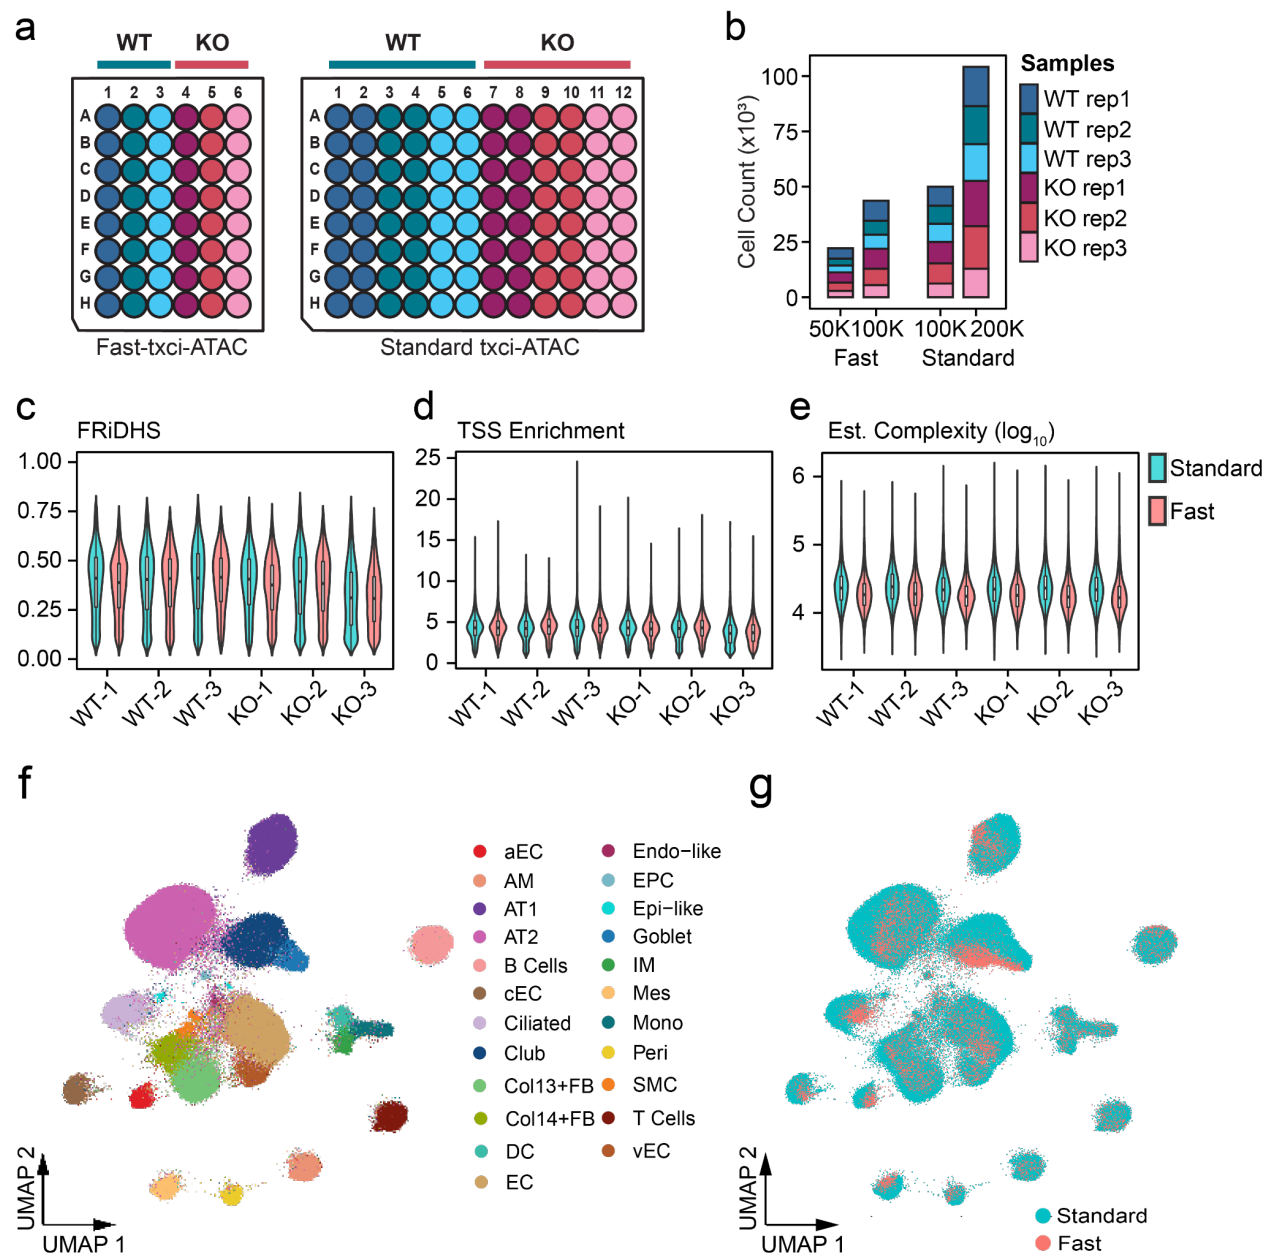 a
WT KO
1 2 3 4 5 6
A
B
C
D
E
F
G
H
Fast-txci-ATAC
WT KO
1 2 3 4 5 6 7 8 9 10 11 12
A
B
C
D
E
F
G
H
Standard txci-ATAC
b
Cell Count (x10³)
100
75
50
25
0
50K 100K 100K 200K
Fast Standard
Samples
WT rep1
WT rep2
WT rep3
KO rep1
KO rep2
KO rep3
c
FRiDHS
1.00
0.75
0.50
0.25
0.00
WT-1 WT-2 WT-3 KO-1 KO-2 KO-3
d
TSS Enrichment
25
20
15
10
5
0
WT-1 WT-2 WT-3 KO-1 KO-2 KO-3
e
Est. Complexity (log₁₀)
6
5
4
WT-1 WT-2 WT-3 KO-1 KO-2 KO-3
Standard
Fast
f
aEC
AM
AT1
AT2
B Cells
cEC
Ciliated
Club
Col13+FB
Col14+FB
DC
EC
Endo−like
EPC
Epi−like
Goblet
IM
Mes
Mono
Peri
SMC
T Cells
vEC
UMAP 2
UMAP 1
g
UMAP 2
UMAP 1
Standard
Fast